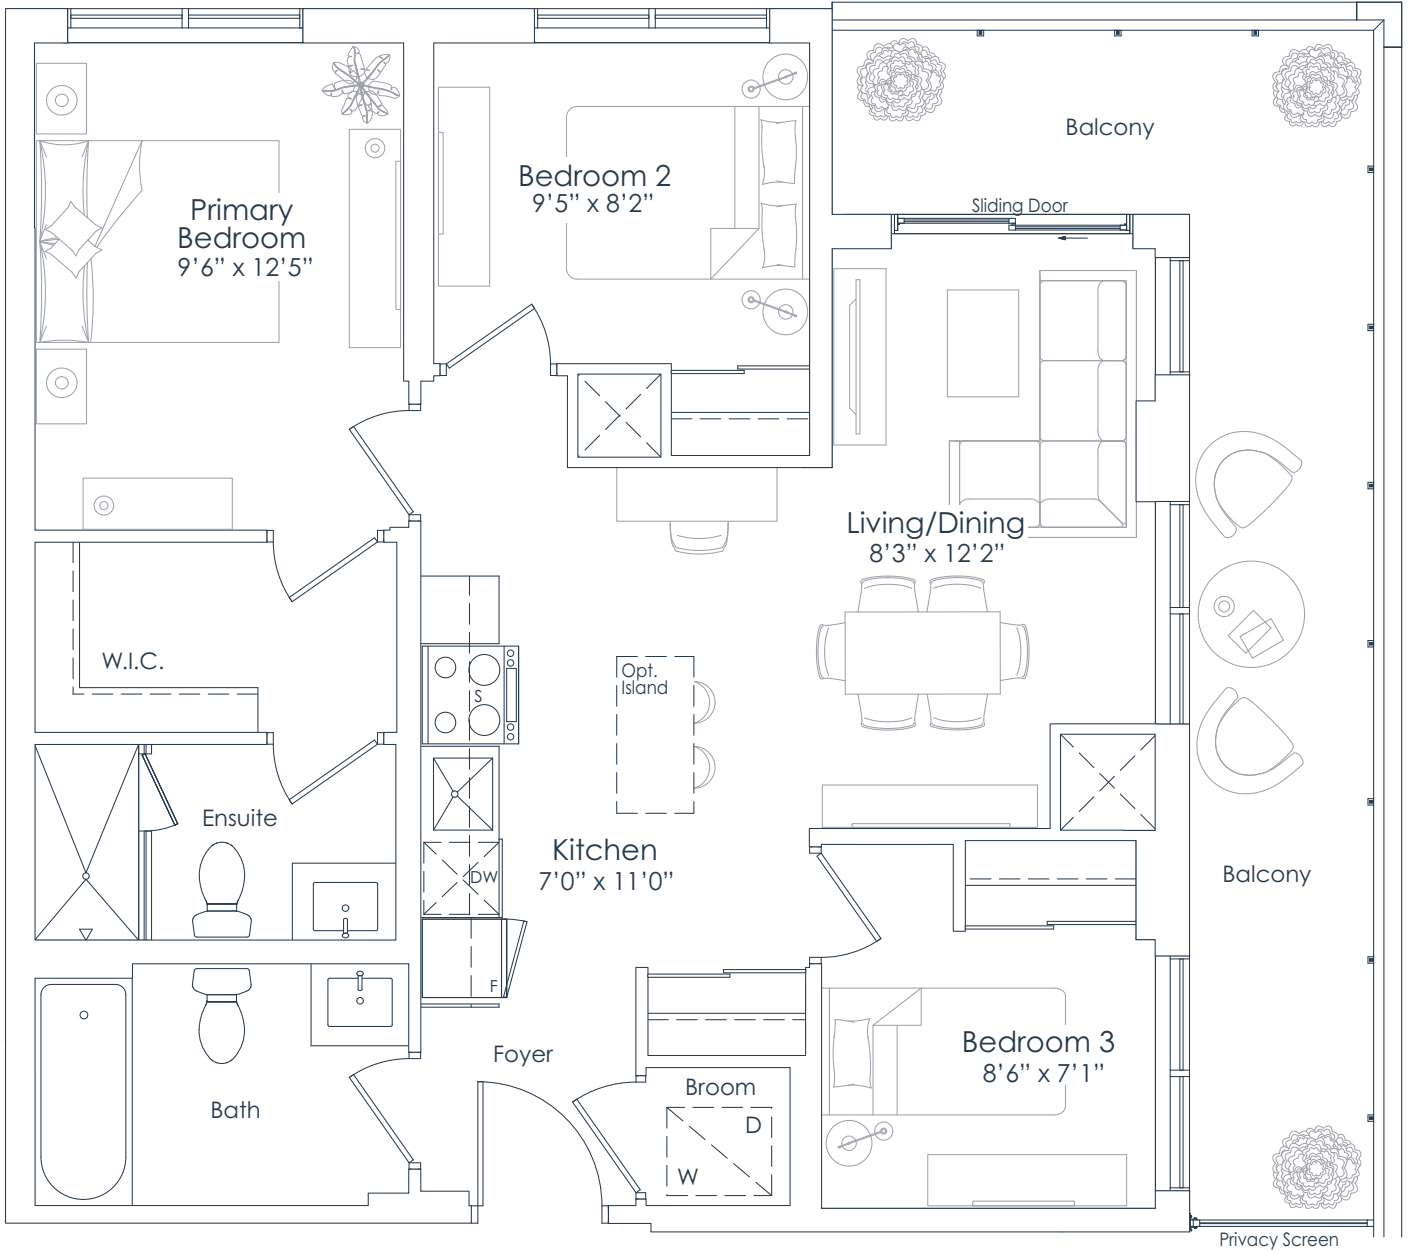 Balcony
Bedroom 2
9’5” x 8’2”
Primary
Bedroom
9’6” x 12’5”
Sliding Door
Living/Dining
8’3” x 12’2”
W.I.C.
Opt.
Island
S
Ensuite
Kitchen
7’0” x 11’0”
DW
Balcony
F
Foyer
Bedroom 3
8’6” x 7’1”
Broom
Bath
D
W
Privacy Screen